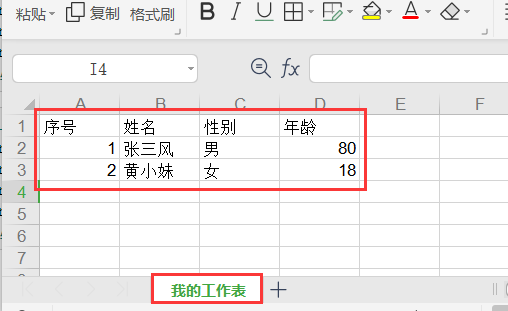 粘贴 复制 格式刷 B A
I4 fx
A B C D E F
1 序号 姓名 性别 年龄
2 1 张三风 男 80
3 2 黄小妹 女 18
4
5
6
7
我的工作表 +